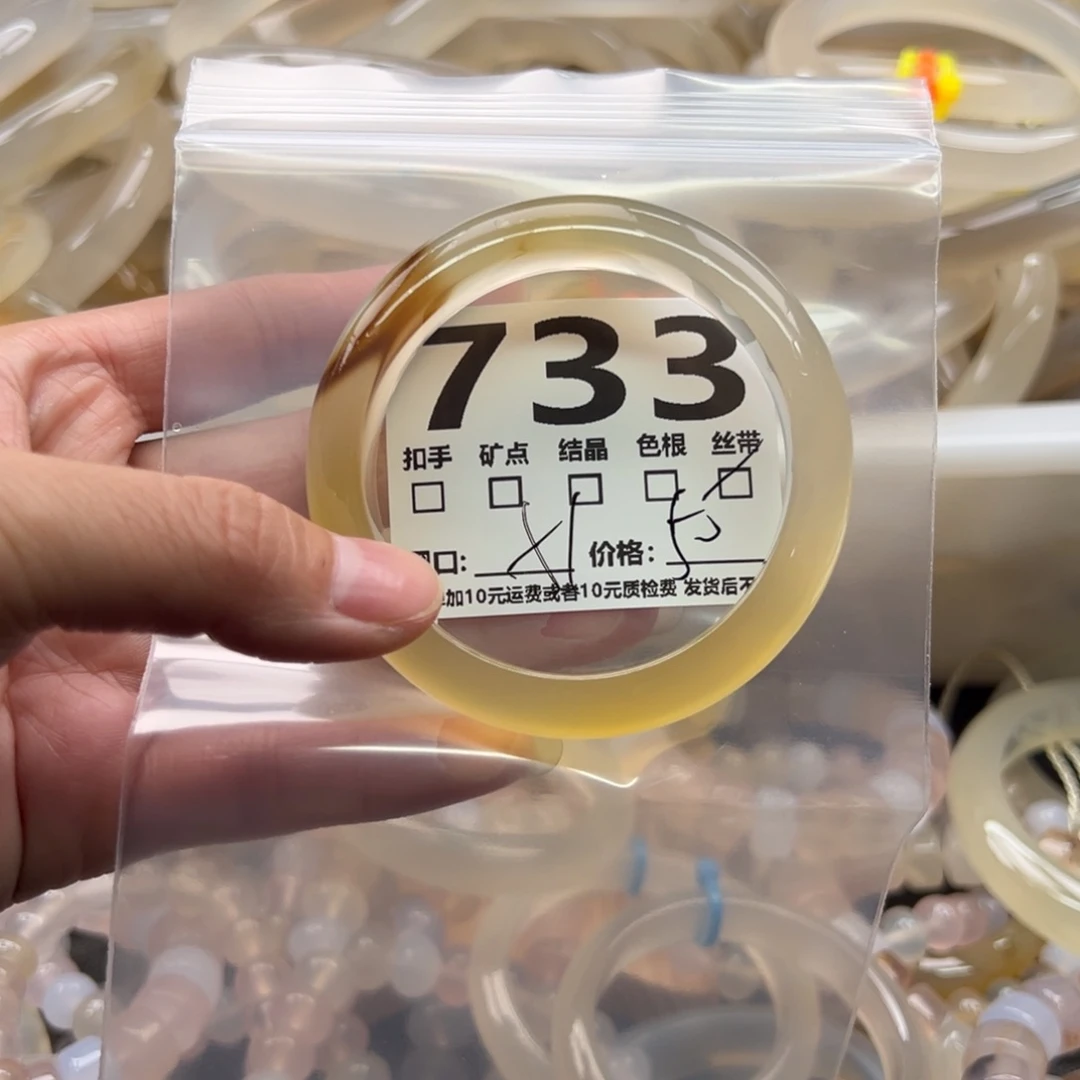 733
扣手 矿点 结晶 色根 丝带
口: 价格:
加10元运费或者10元质检费 发货后不